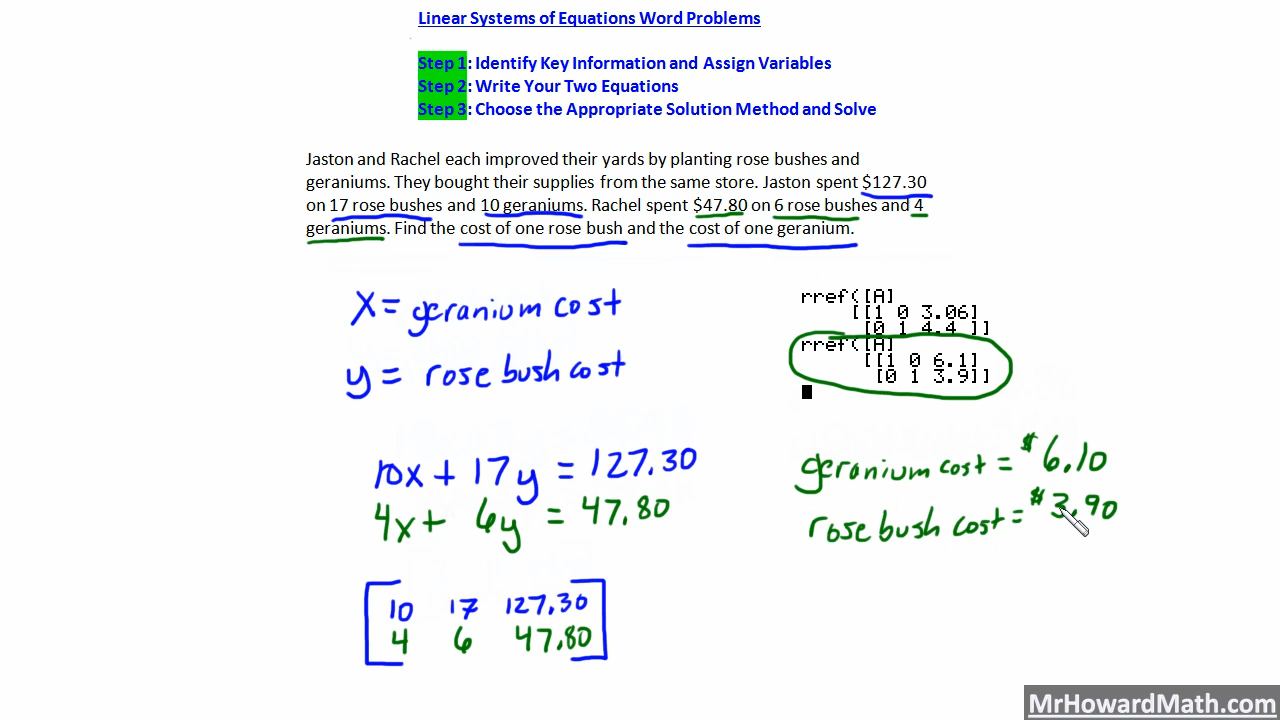 Linear Systems of Equations Word Problems
Step 1: Identify Key Information and Assign Variables
Step 2: Write Your Two Equations
Step 3: Choose the Appropriate Solution Method and Solve
Jaston and Rachel each improved their yards by planting rose bushes and
geraniums. They bought their supplies from the same store. Jaston spent $127.30
on 17 rose bushes and 10 geraniums. Rachel spent $47.80 on 6 rose bushes and 4
geraniums. Find the cost of one rose bush and the cost of one geranium.
x = geranium cost
y = rose bush cost
10x + 17y = 127.30
4x + 6y = 47.80
10 17 127.30
4 6 47.80
rref([A]
[[1 0 3.06]
[0 1 4.4 ]]
rref([A]
[[1 0 6.1]
[0 1 3.9]]
geranium cost = $6.10
rose bush cost = $3.90
MrHowardMath.com